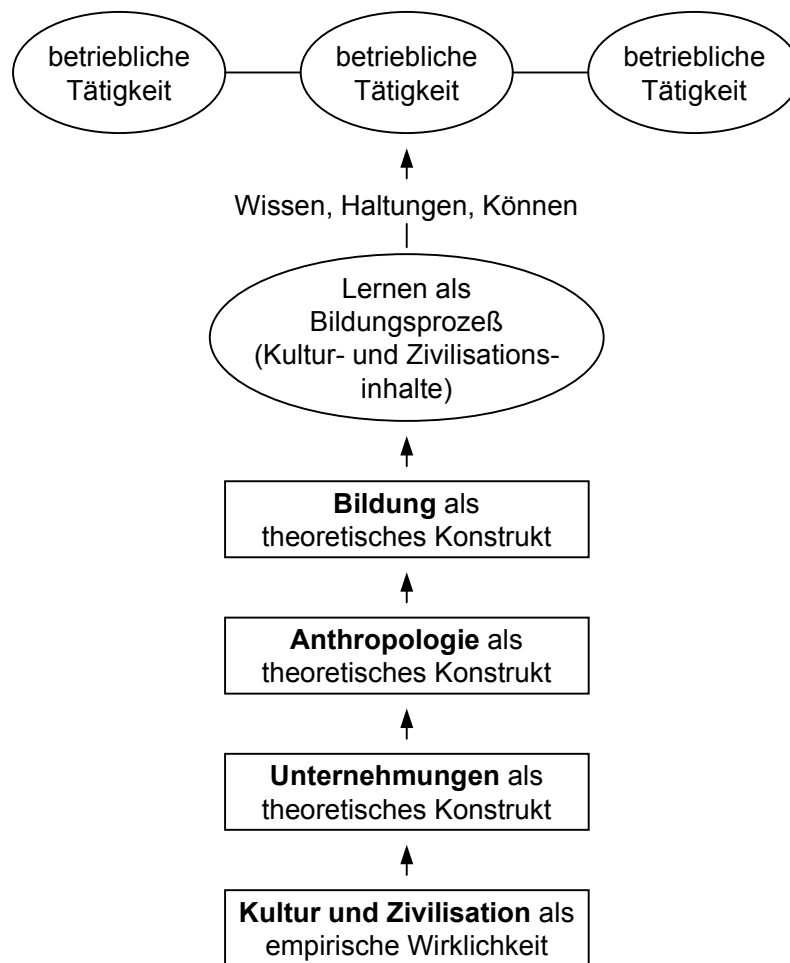 betriebliche
Tätigkeit
betriebliche
Tätigkeit
betriebliche
Tätigkeit
Wissen, Haltungen, Können
Lernen als
Bildungsprozeß
(Kultur- und Zivilisations-
inhalte)
Bildung als
theoretisches Konstrukt
Anthropologie als
theoretisches Konstrukt
Unternehmungen als
theoretisches Konstrukt
Kultur und Zivilisation als
empirische Wirklichkeit